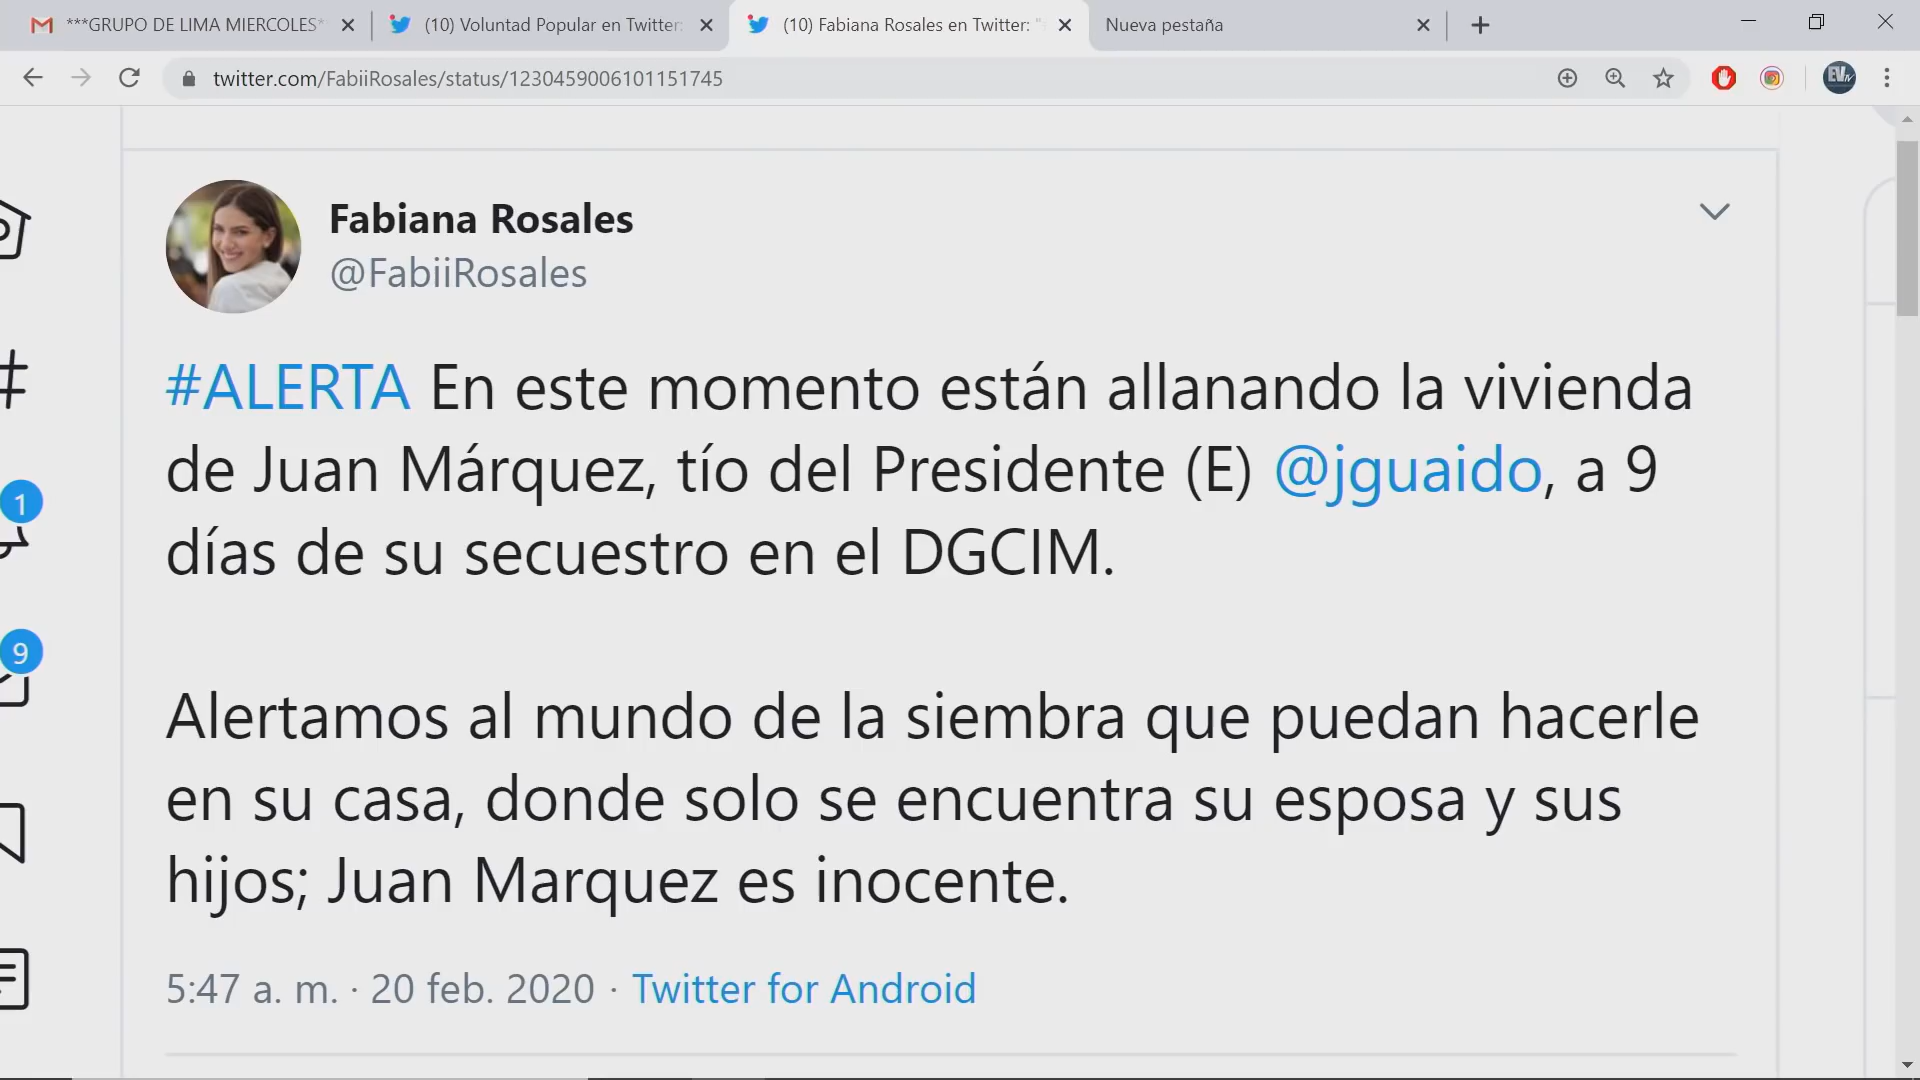 ***GRUPO DE LIMA MIERCOLES*
(10) Voluntad Popular en Twitter:
(10) Fabiana Rosales en Twitter: "
Nueva pestaña
twitter.com/FabiiRosales/status/1230459006101151745
EVtv
Fabiana Rosales
@FabiiRosales
#ALERTA En este momento están allanando la vivienda
de Juan Márquez, tío del Presidente (E) @jguaido, a 9
días de su secuestro en el DGCIM.
Alertamos al mundo de la siembra que puedan hacerle
en su casa, donde solo se encuentra su esposa y sus
hijos; Juan Marquez es inocente.
5:47 a. m. · 20 feb. 2020 · Twitter for Android
1
9